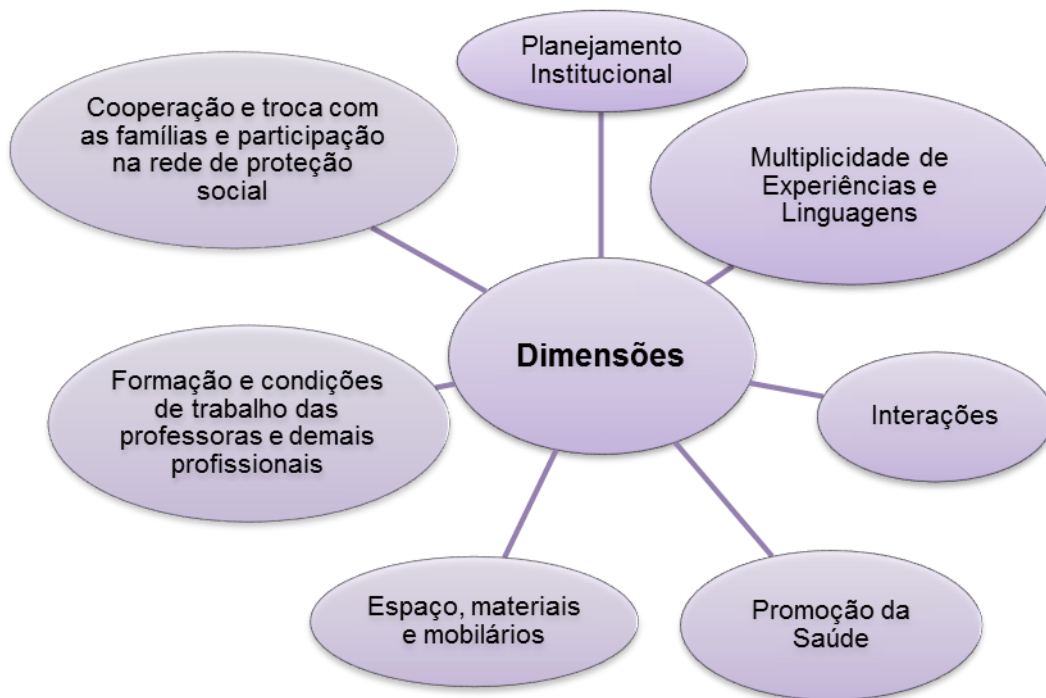 Planejamento
Institucional
Cooperação e troca com
as famílias e participação
na rede de proteção
social
Multiplicidade de
Experiências e
Linguagens
Dimensões
Formação e condições
de trabalho das
professoras e demais
profissionais
Interações
Espaço, materiais
e mobilários
Promoção da
Saúde